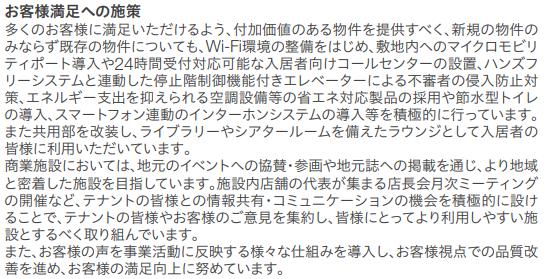 お客様満足への施策
多くのお客様に満足いただけるよう、付加価値のある物件を提供すべく、新規の物件の
みならず既存の物件についても、Wi-Fi環境の整備をはじめ、敷地内へのマイクロモビリ
ティポート導入や24時間受付対応可能な入居者向けコールセンターの設置、ハンズフ
リーシステムと連動した停止階制御機能付きエレベーターによる不審者の侵入防止対
策、エネルギー支出を抑えられる空調設備等の省エネ対応製品の採用や節水型トイレ
の導入、スマートフォン連動のインターホンシステムの導入等を積極的に行っています。
また共用部を改装し、ライブラリーやシアタールームを備えたラウンジとして入居者の
皆様に利用いただいています。
商業施設においては、地元のイベントへの協賛・参画や地元誌への掲載を通じ、より地域
と密着した施設を目指しています。施設内店舗の代表が集まる店長会月次ミーティング
の開催など、テナントの皆様との情報共有・コミュニケーションの機会を積極的に設け
ることで、テナントの皆様やお客様のご意見を集約し、皆様にとってより利用しやすい施
設とするべく取り組んでいます。
また、お客様の声を事業活動に反映する様々な仕組みを導入し、お客様視点での品質改
善を進め、お客様の満足向上に努めています。